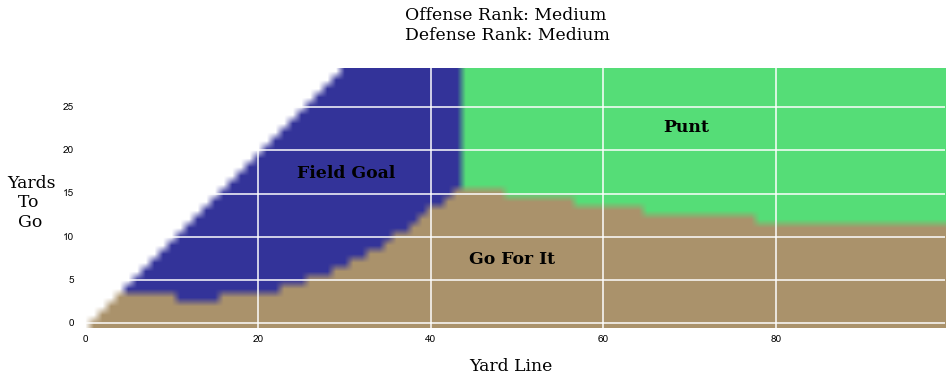 Offense Rank: Medium
Defense Rank: Medium
25
Punt
20
Field Goal
Yards
To
Go
15
10
Go For It
5
0
0 20 40 60 80
Yard Line